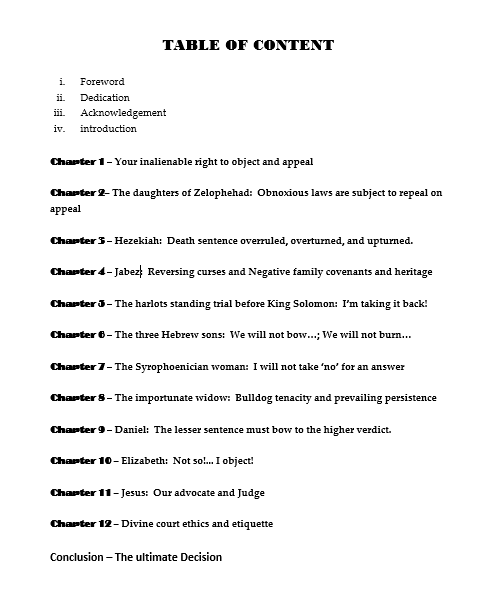 TABLE OF CONTENT
i. Foreword
ii. Dedication
iii. Acknowledgement
iv. introduction
Chapter 1 – Your inalienable right to object and appeal
Chapter 2– The daughters of Zelophehad: Obnoxious laws are subject to repeal on
appeal
Chapter 3 – Hezekiah: Death sentence overruled, overturned, and upturned.
Chapter 4 – Jabez: Reversing curses and Negative family covenants and heritage
Chapter 5 – The harlots standing trial before King Solomon: I’m taking it back!
Chapter 6 – The three Hebrew sons: We will not bow…; We will not burn…
Chapter 7 – The Syrophoenician woman: I will not take ‘no’ for an answer
Chapter 8 – The importunate widow: Bulldog tenacity and prevailing persistence
Chapter 9 – Daniel: The lesser sentence must bow to the higher verdict.
Chapter 10 – Elizabeth: Not so!... I object!
Chapter 11 – Jesus: Our advocate and Judge
Chapter 12 – Divine court ethics and etiquette
Conclusion – The ultimate Decision